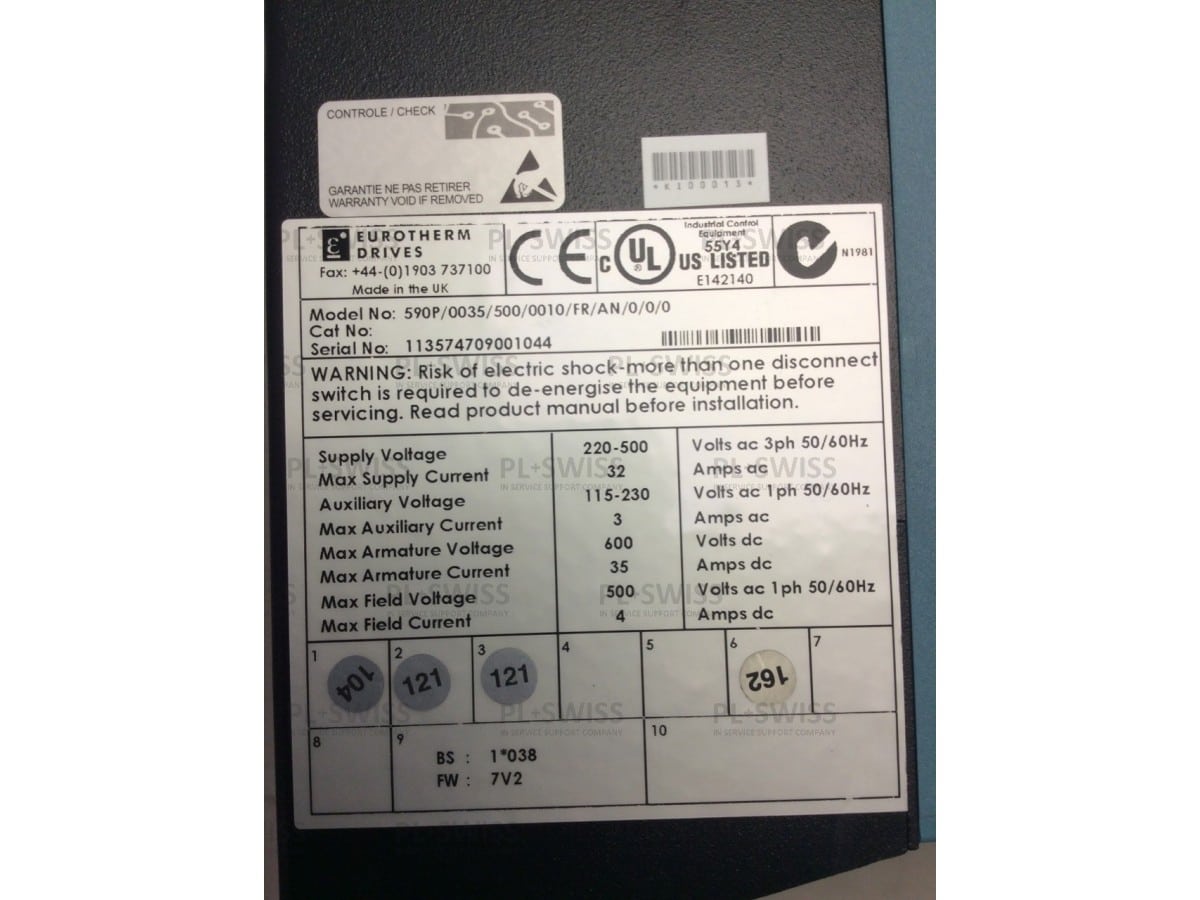 CONTROLE / CHECK
GARANTIE NE PAS RETIRER
WARRANTY VOID IF REMOVED
*K100013*
EUROTHERM
DRIVES
Fax: +44-(0)1903 737100
Made in the UK
CE
c UL ® US LISTED
Industrial Control
Equipment
55Y4
E142140
N1981
Model No: 590P/0035/500/0010/FR/AN/0/0/0
Cat No:
Serial No: 113574709001044
WARNING: Risk of electric shock-more than one disconnect
switch is required to de-energise the equipment before
servicing. Read product manual before installation.
Supply Voltage 220-500 Volts ac 3ph 50/60Hz
Max Supply Current 32 Amps ac
Auxiliary Voltage 115-230 Volts ac 1ph 50/60Hz
Max Auxiliary Current 3 Amps ac
Max Armature Voltage 600 Volts dc
Max Armature Current 35 Amps dc
Max Field Voltage 500 Volts ac 1ph 50/60Hz
Max Field Current 4 Amps dc
1 2 3 4 5 6 7
104 121 121 162
8 9 10
BS : 1*038
FW : 7V2
PL+SWISS
IN SERVICE SUPPORT COMPANY